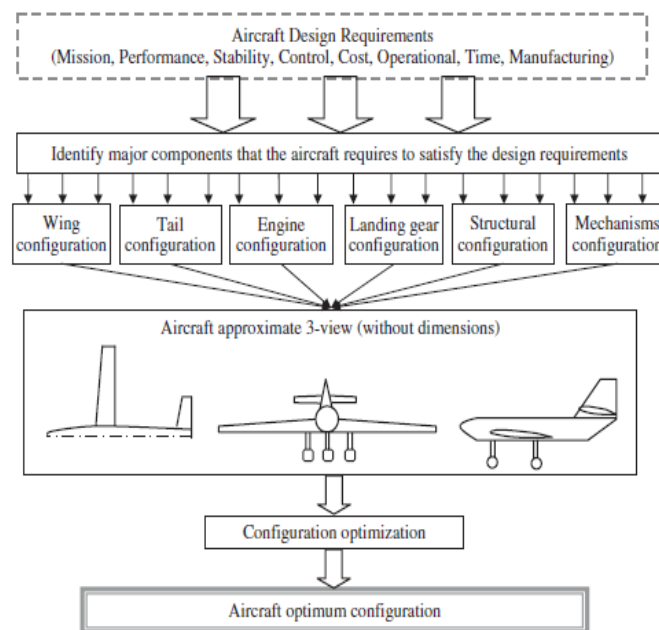 Aircraft Design Requirements
(Mission, Performance, Stability, Control, Cost, Operational, Time, Manufacturing)
Identify major components that the aircraft requires to satisfy the design requirements
Wing
configuration
Tail
configuration
Engine
configuration
Landing gear
configuration
Structural
configuration
Mechanisms
configuration
Aircraft approximate 3-view (without dimensions)
Configuration optimization
Aircraft optimum configuration